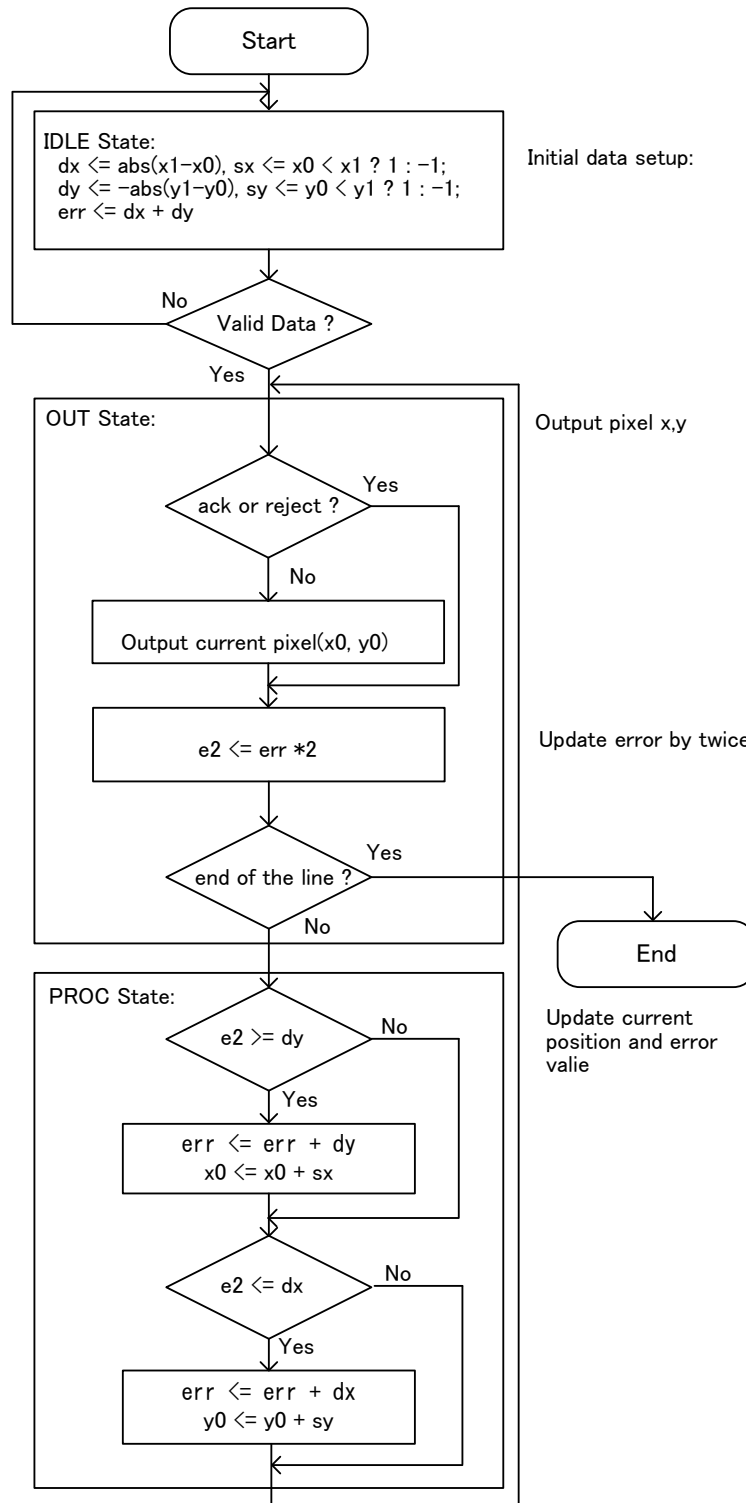 Start
IDLE State:
dx <= abs(x1-x0), sx <= x0 < x1 ? 1 : -1;
dy <= -abs(y1-y0), sy <= y0 < y1 ? 1 : -1;
err <= dx + dy
Initial data setup:
No
Valid Data ?
Yes
OUT State:
Output pixel x,y
Yes
ack or reject ?
No
Output current pixel(x0, y0)
e2 <= err *2
Update error by twice
Yes
end of the line ?
No
End
PROC State:
No
e2 >= dy
Update current
position and error
valie
Yes
err <= err + dy
x0 <= x0 + sx
No
e2 <= dx
Yes
err <= err + dx
y0 <= y0 + sy